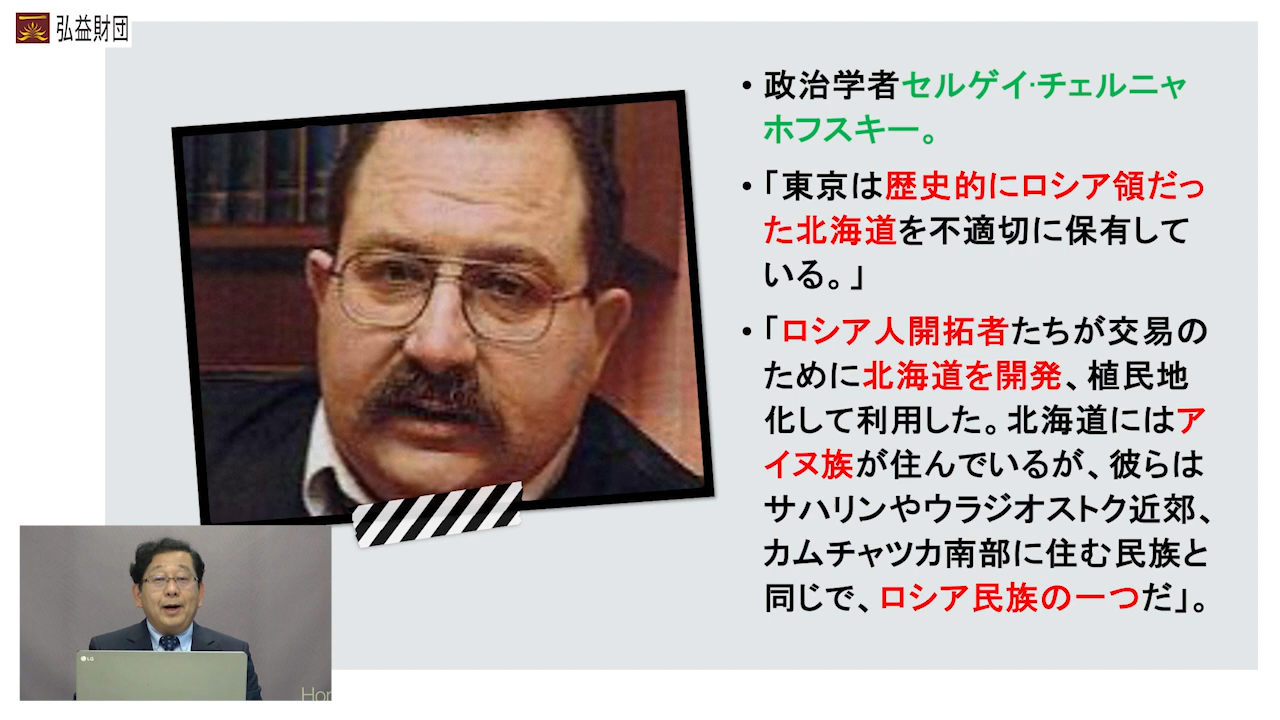 弘益財団
• 政治学者セルゲイ·チェルニャ
ホフスキー。
• 「東京は歴史的にロシア領だっ
た北海道を不適切に保有して
いる。」
• 「ロシア人開拓者たちが交易の
ために北海道を開発、植民地
化して利用した。北海道にはア
イヌ族が住んでいるが、彼らは
サハリンやウラジオストク近郊、
カムチャツカ南部に住む民族と
同じで、ロシア民族の一つだ」。
LG
Hon